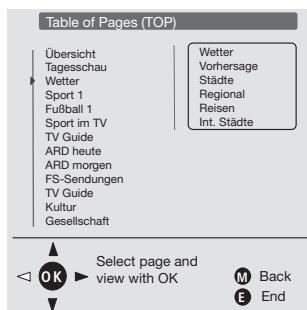 Table of Pages (TOP)
Übersicht
Tagesschau
Wetter
Sport 1
Fußball 1
Sport im TV
TV Guide
ARD heute
ARD morgen
FS-Sendungen
TV Guide
Kultur
Gesellschaft
Wetter
Vorhersage
Städte
Regional
Reisen
Int. Städte
OK
Select page and
view with OK
M Back
E End